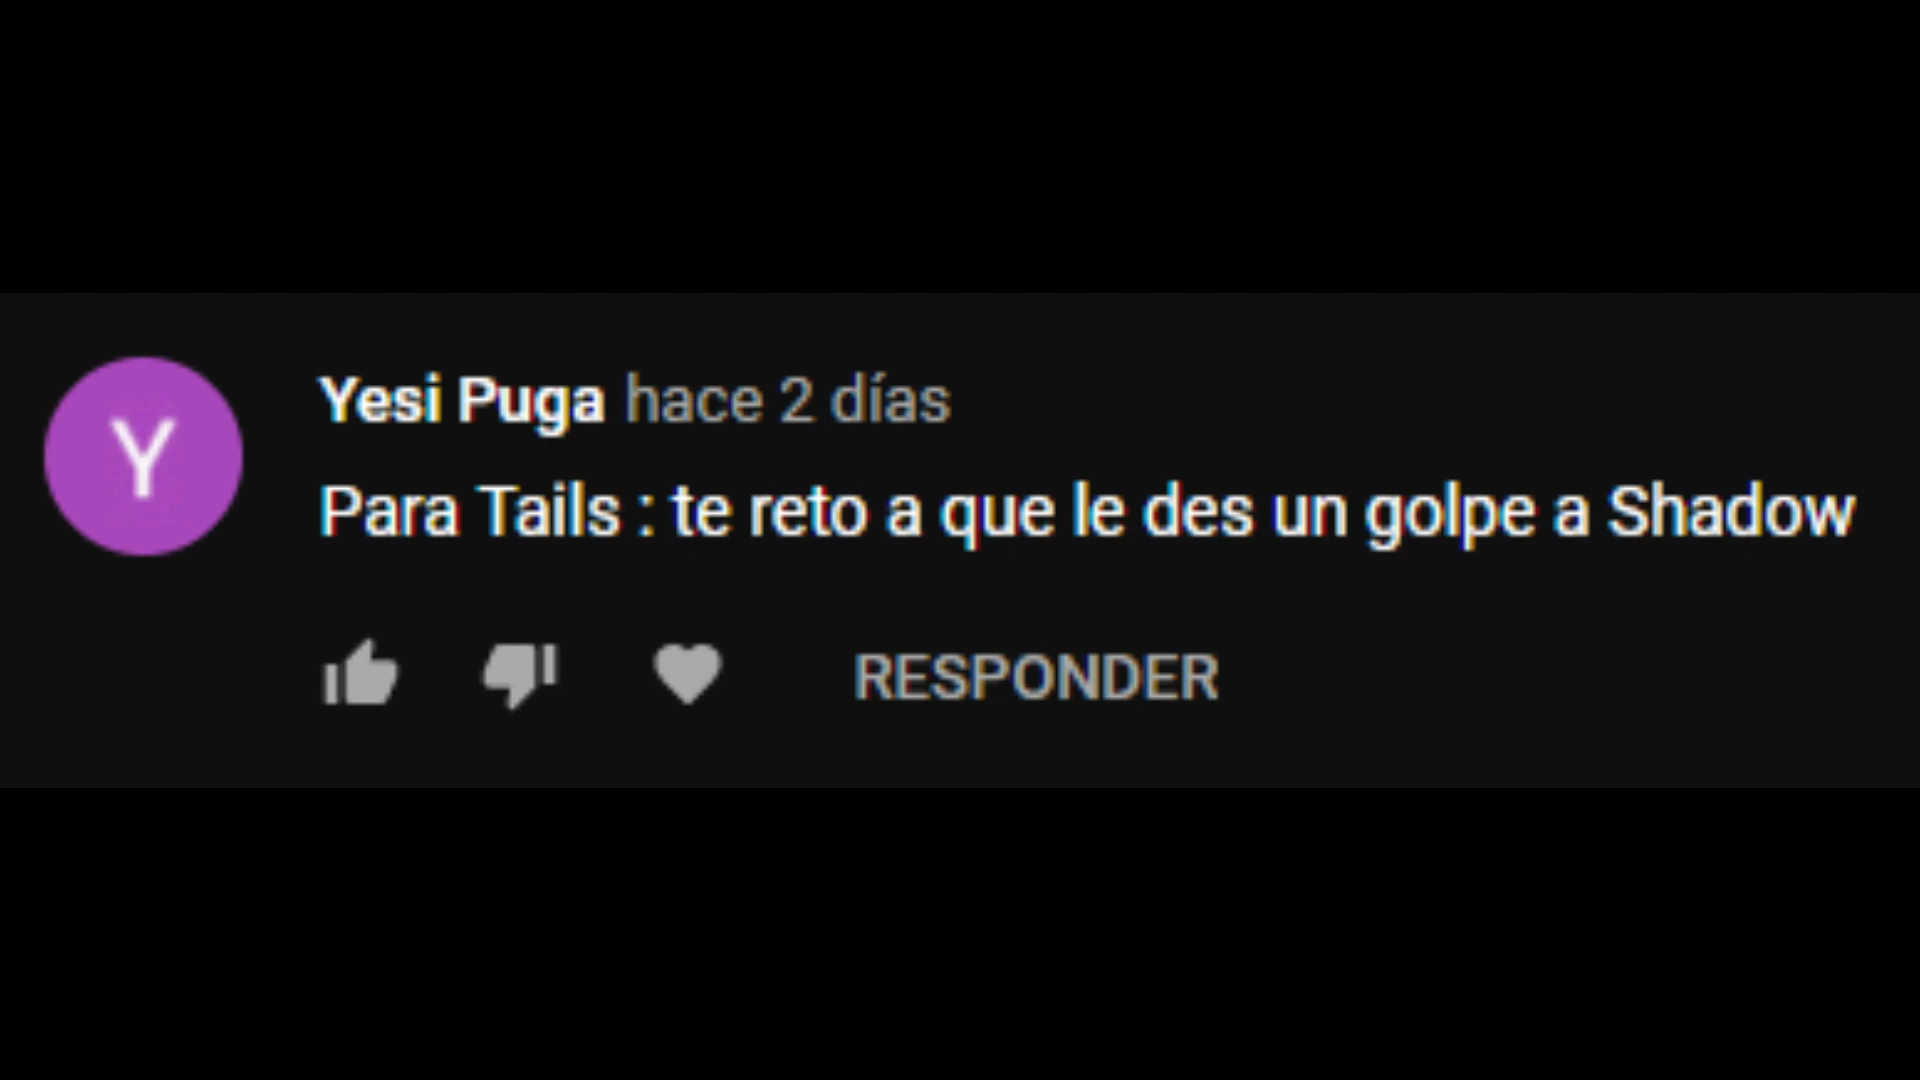 Y
Yesi Puga hace 2 días
Para Tails : te reto a que le des un golpe a Shadow
RESPONDER